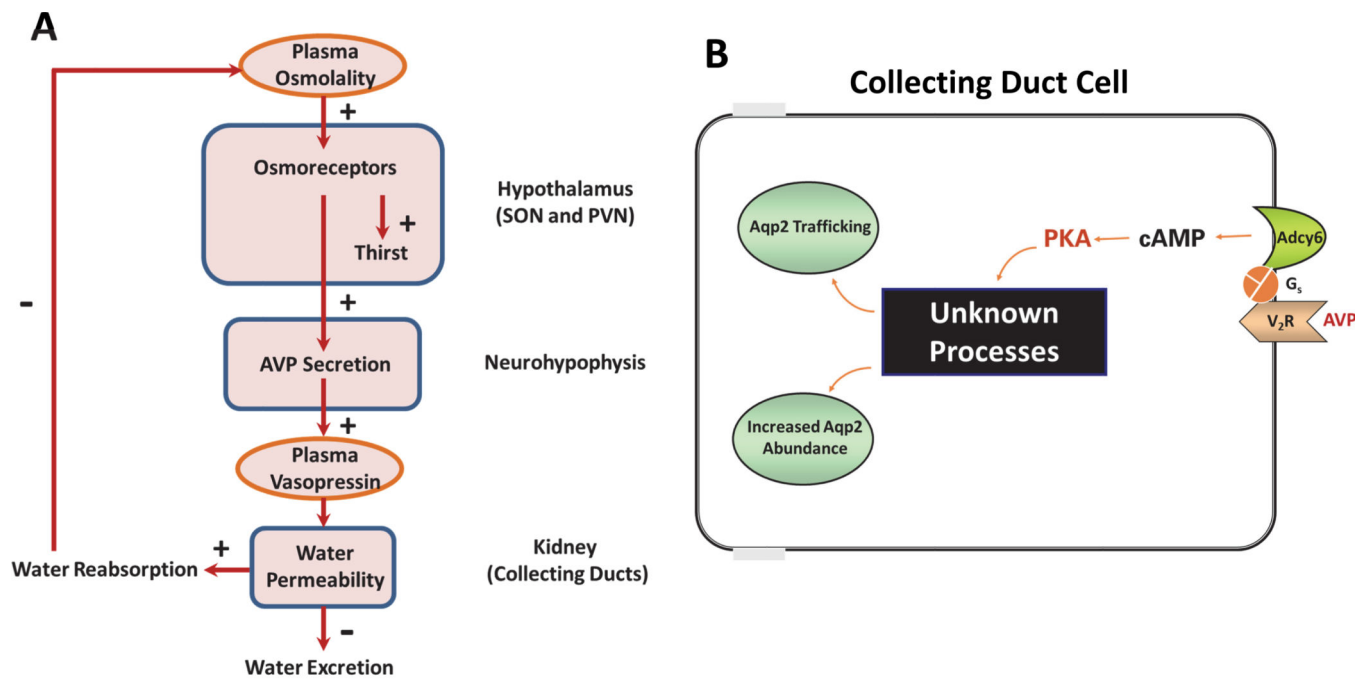 A
Plasma
Osmolality
+
Osmoreceptors
+
Thirst
Hypothalamus
(SON and PVN)
-
+
AVP Secretion
Neurohypophysis
+
Plasma
Vasopressin
+
Water
Permeability
Water Reabsorption
Kidney
(Collecting Ducts)
-
Water Excretion
B
Collecting Duct Cell
Aqp2 Trafficking
PKA
cAMP
Adcy6
Gs
V2R
AVP
Unknown
Processes
Increased Aqp2
Abundance